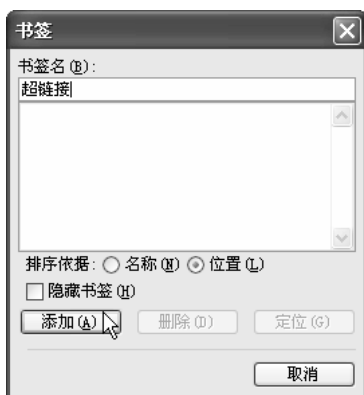 书签
书签名(B):
超链接
排序依据: 名称(N) 位置(L)
隐藏书签(H)
添加(A) 删除(D) 定位(G)
取消